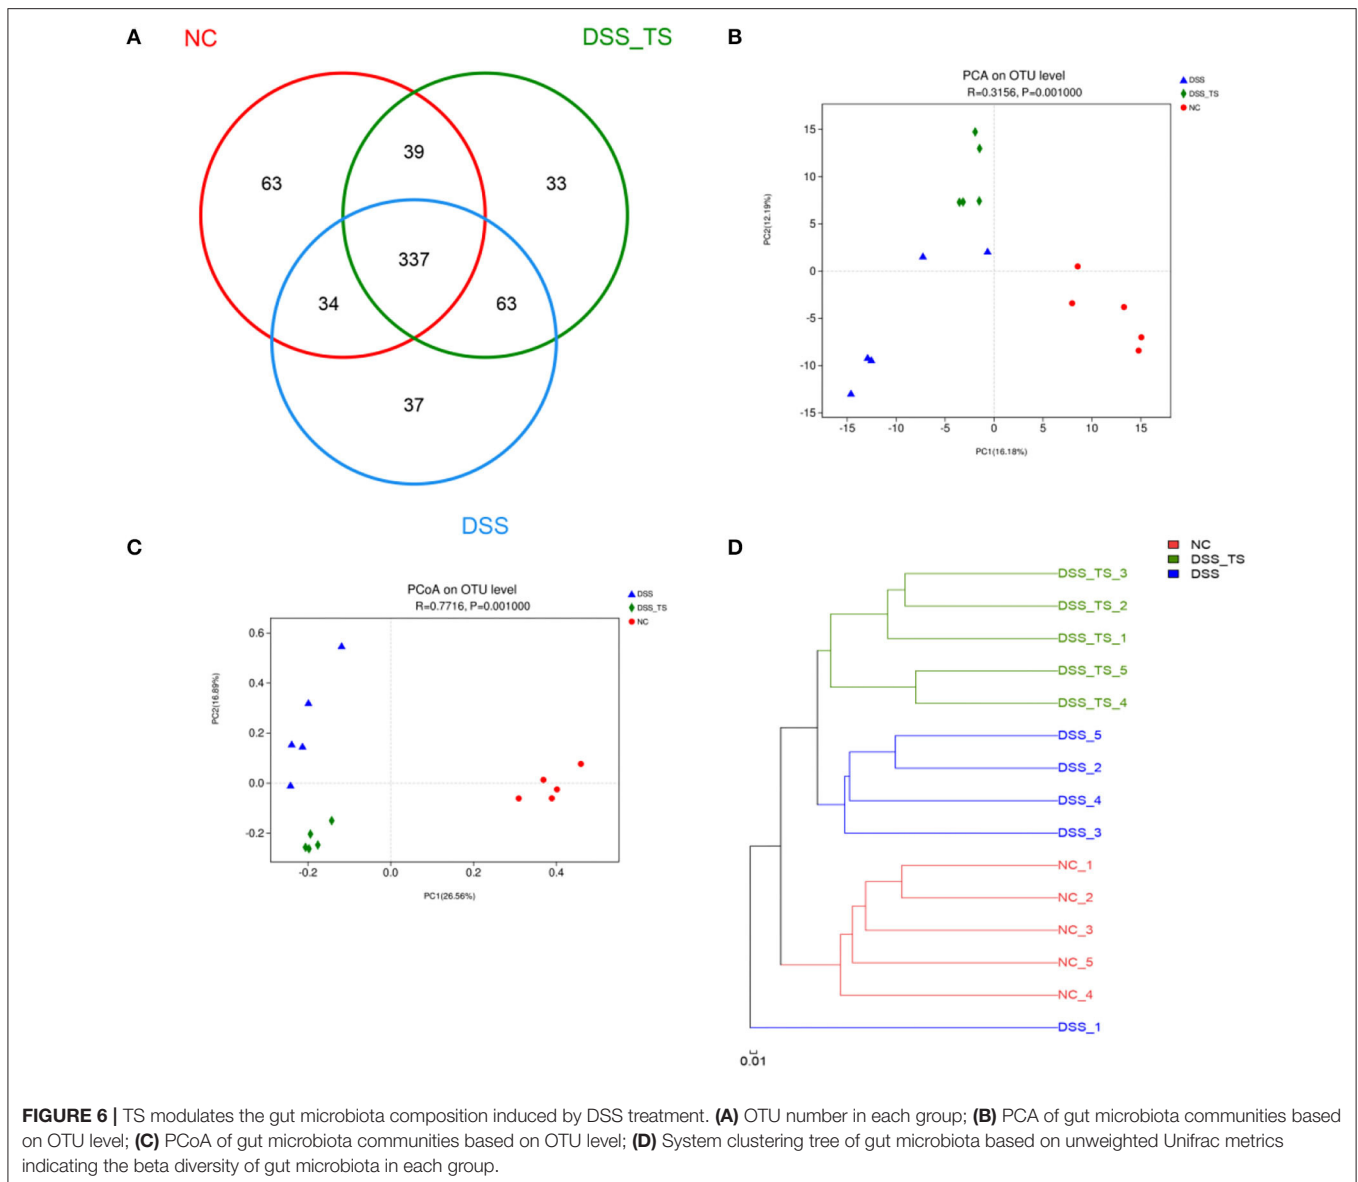 A
NC
DSS_TS
39
63
33
337
34
63
37
DSS
B
PCA on OTU level
R=0.3156, P=0.001000
DSS
DSS_TS
NC
15
10
5
0
-5
-10
-15
PC2(12.19%)
-15
-10
-5
0
5
10
15
PC1(16.18%)
C
PCoA on OTU level
R=0.7716, P=0.001000
DSS
DSS_TS
NC
0.6
0.4
0.2
0.0
-0.2
PC2(16.89%)
-0.2
0.0
0.2
0.4
PC1(26.56%)
D
NC
DSS_TS
DSS
DSS_TS_3
DSS_TS_2
DSS_TS_1
DSS_TS_5
DSS_TS_4
DSS_5
DSS_2
DSS_4
DSS_3
NC_1
NC_2
NC_3
NC_5
NC_4
DSS_1
0.01
FIGURE 6 | TS modulates the gut microbiota composition induced by DSS treatment. (A) OTU number in each group; (B) PCA of gut microbiota communities based
on OTU level; (C) PCoA of gut microbiota communities based on OTU level; (D) System clustering tree of gut microbiota based on unweighted Unifrac metrics
indicating the beta diversity of gut microbiota in each group.